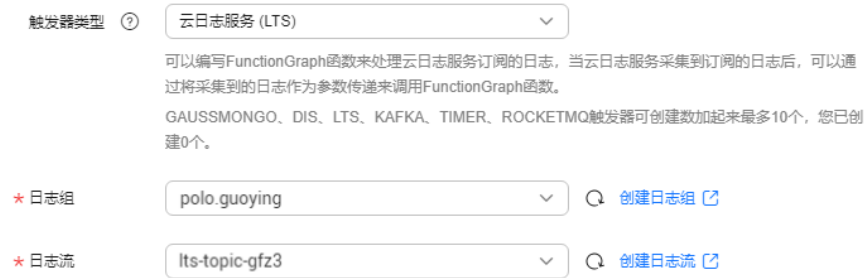 触发器类型 ? 云日志服务 (LTS)
可以编写FunctionGraph函数来处理云日志服务订阅的日志，当云日志服务采集到订阅的日志后，可以通
过将采集到的日志作为参数传递来调用FunctionGraph函数。
GAUSSMONGO、DIS、LTS、KAFKA、TIMER、ROCKETMQ触发器可创建数加起来最多10个，您已创
建0个。
* 日志组 polo.guoying 创建日志组
* 日志流 lts-topic-gfz3 创建日志流